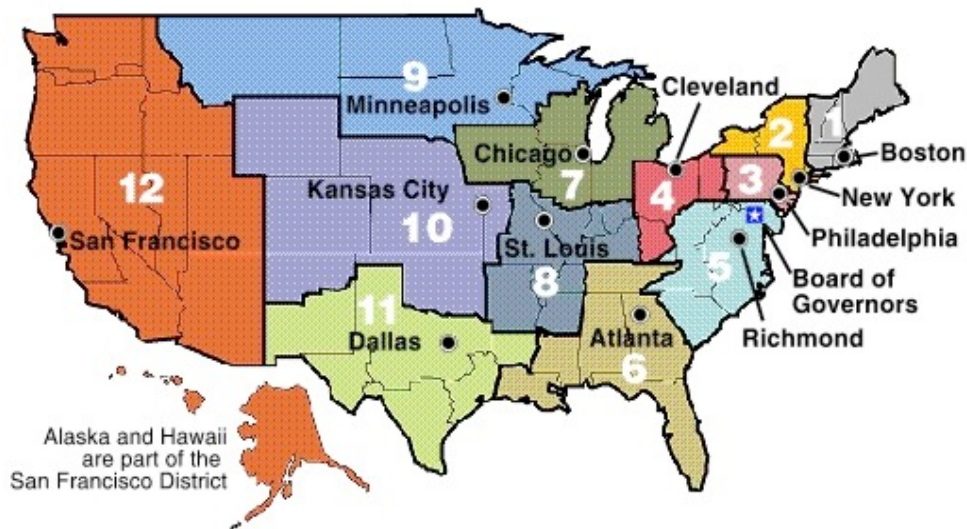 Cleveland
9
Minneapolis
2
1
Chicago
Boston
7
4
3
Kansas City
12
New York
10
San Francisco
St. Louis
Philadelphia
5
Board of
Governors
8
11
Dallas
Atlanta
Richmond
6
Alaska and Hawaii
are part of the
San Francisco District